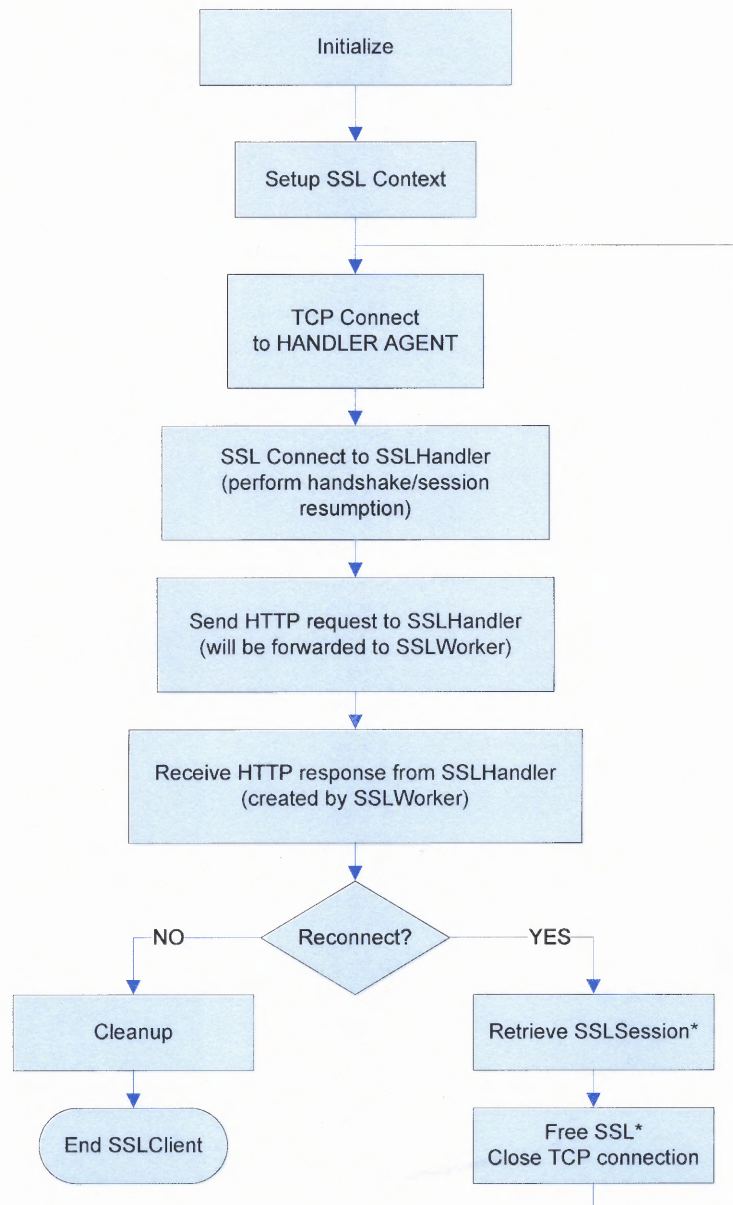 Initialize
Setup SSL Context
TCP Connect
to HANDLER AGENT
SSL Connect to SSLHandler
(perform handshake/session
resumption)
Send HTTP request to SSLHandler
(will be forwarded to SSLWorker)
Receive HTTP response from SSLHandler
(created by SSLWorker)
Reconnect?
NO
YES
Cleanup
Retrieve SSLSession*
End SSLClient
Free SSL*
Close TCP connection